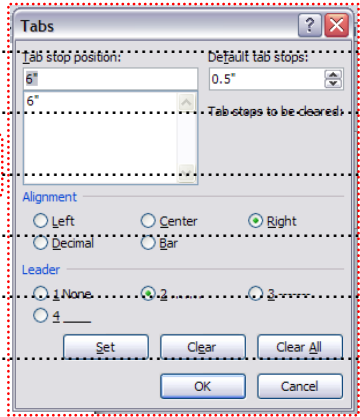 Tabs
Tab stop position: Default tab stops:
6" 0.5"
6" Tab stops to be cleared:
Alignment
Left Center Right
Decimal Bar
Leader
1 None 2 ....... 3 -------
4 ___
Set Clear Clear All
OK Cancel